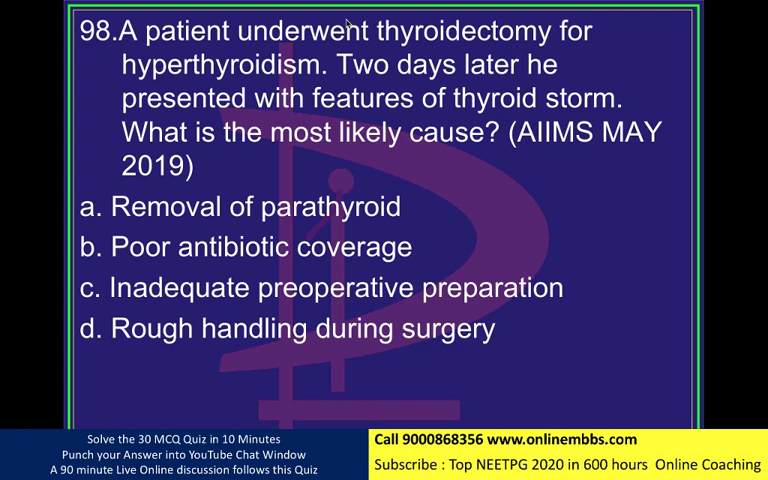 98.A patient underwent thyroidectomy for
hyperthyroidism. Two days later he
presented with features of thyroid storm.
What is the most likely cause? (AIIMS MAY
2019)
a. Removal of parathyroid
b. Poor antibiotic coverage
c. Inadequate preoperative preparation
d. Rough handling during surgery
Solve the 30 MCQ Quiz in 10 Minutes
Punch your Answer into YouTube Chat Window
A 90 minute Live Online discussion follows this Quiz
Call 9000868356 www.onlinembbs.com
Subscribe : Top NEETPG 2020 in 600 hours Online Coaching